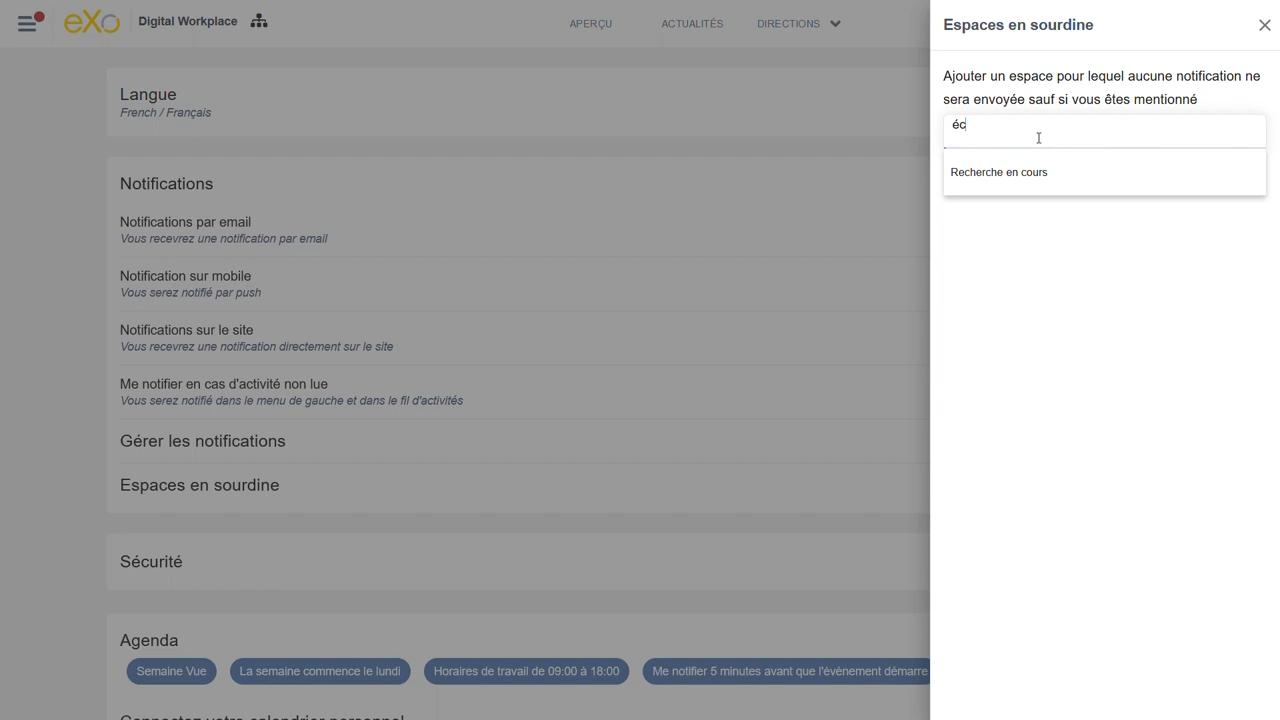 eXo
Digital Workplace
APERÇU
ACTUALITÉS
DIRECTIONS
Langue
French / Français
Notifications
Notifications par email
Vous recevrez une notification par email
Notification sur mobile
Vous serez notifié par push
Notifications sur le site
Vous recevrez une notification directement sur le site
Me notifier en cas d'activité non lue
Vous serez notifié dans le menu de gauche et dans le fil d'activités
Gérer les notifications
Espaces en sourdine
Sécurité
Agenda
Semaine Vue
La semaine commence le lundi
Horaires de travail de 09:00 à 18:00
Me notifier 5 minutes avant que l'évènement démarre
Connectez votre calendrier personnel
Espaces en sourdine
Ajouter un espace pour lequel aucune notification ne
sera envoyée sauf si vous êtes mentionné
éc
Recherche en cours